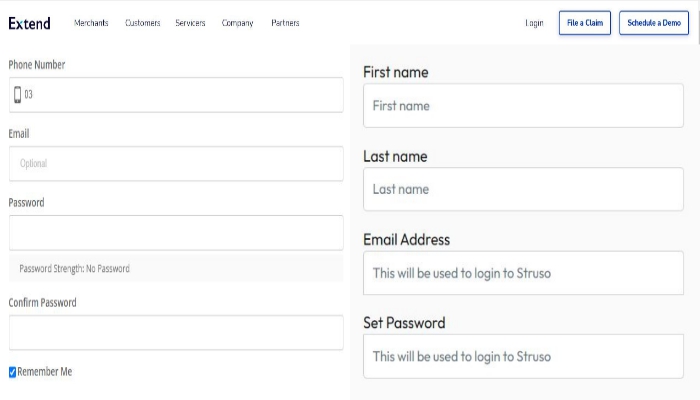 Extend
Merchants Customers Servicers Company Partners
Login File a Claim Schedule a Demo
Phone Number
03
Email
Optional
Password
Password Strength: No Password
Confirm Password
Remember Me
First name
First name
Last name
Last name
Email Address
This will be used to login to Struso
Set Password
This will be used to login to Struso